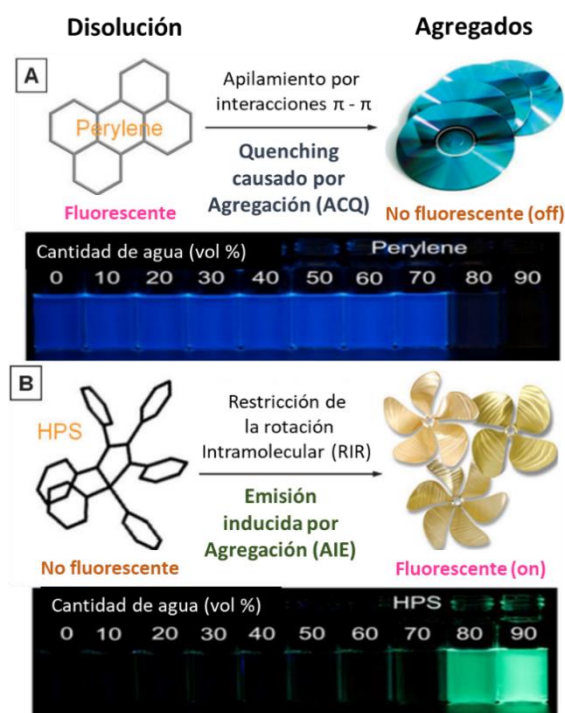 Disolución
Agregados
A
Perylene
Fluorescente
Apilamiento por
interacciones π - π
Quenching
causado por
Agregación (ACQ)
No fluorescente (off)
Cantidad de agua (vol %)
Perylene
0 10 20 30 40 50 60 70 80 90
B
HPS
No fluorescente
Restricción de
la rotación
Intramolecular (RIR)
Emisión
inducida por
Agregación (AIE)
Fluorescente (on)
Cantidad de agua (vol %)
HPS
0 10 20 30 40 50 60 70 80 90